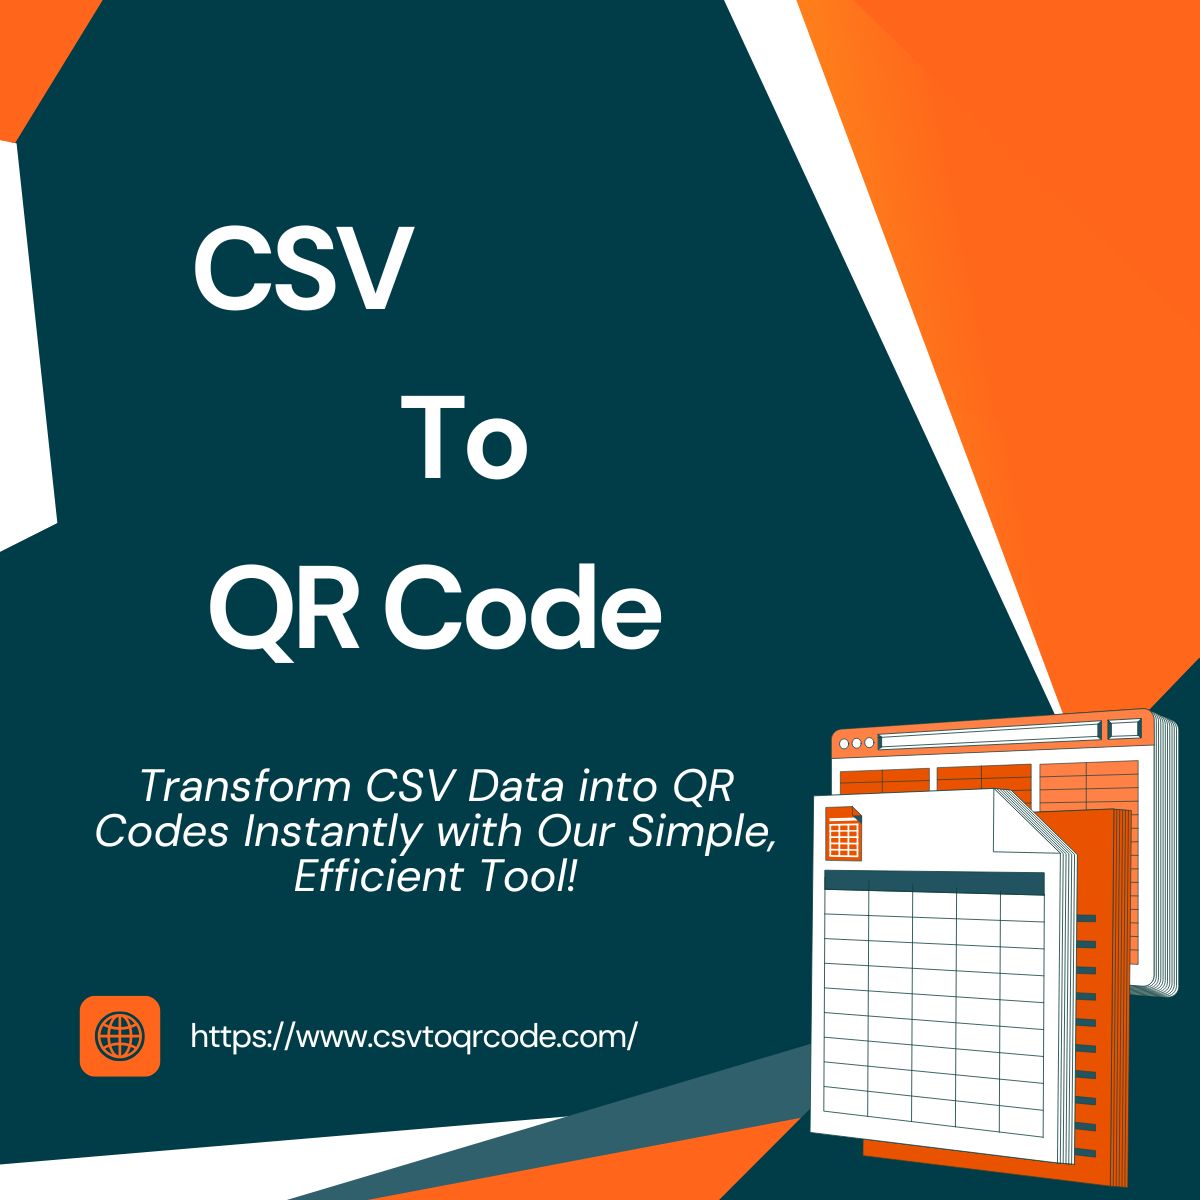 CSV
To
QR Code
Transform CSV Data into QR
Codes Instantly with Our Simple,
Efficient Tool!
https://www.csvtoqrcode.com/